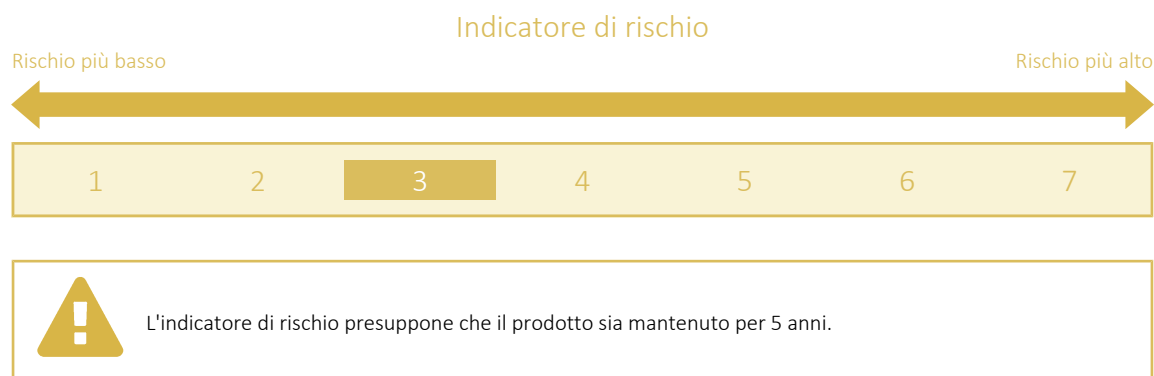 Indicatore di rischio
Rischio più basso
Rischio più alto
1 2 3 4 5 6 7
L'indicatore di rischio presuppone che il prodotto sia mantenuto per 5 anni.